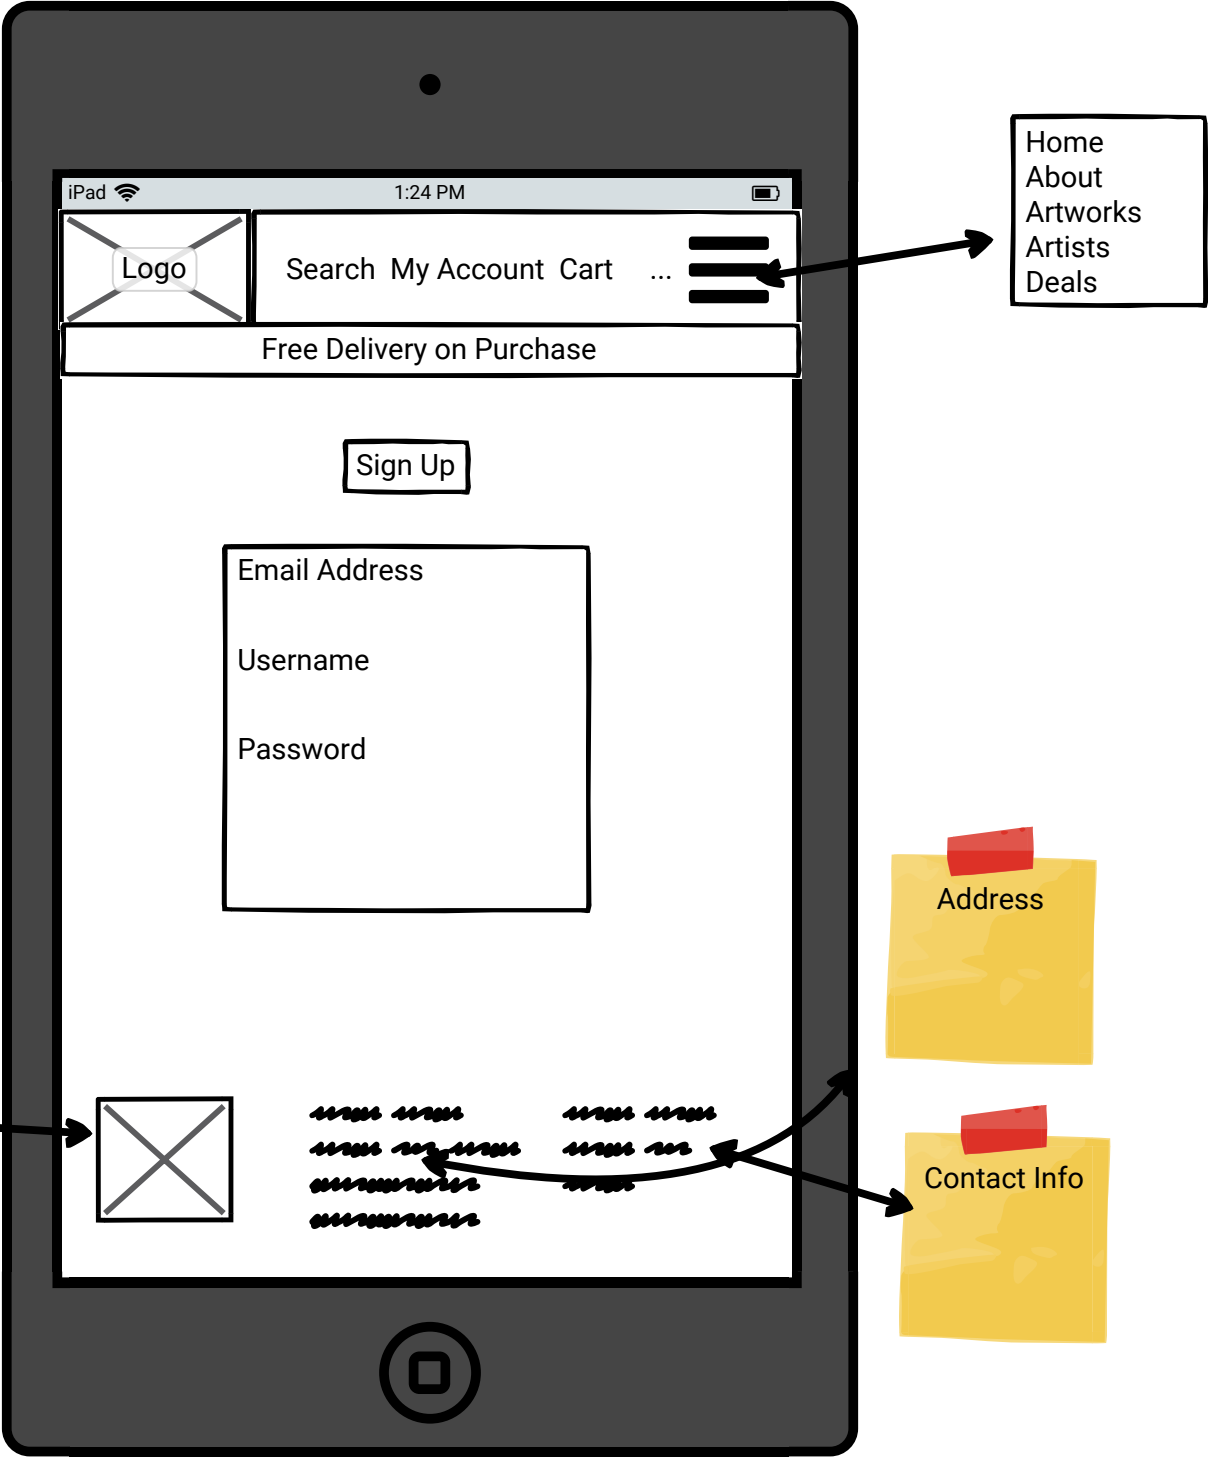 iPad 1:24 PM
Logo
Search My Account Cart ...
Free Delivery on Purchase
Sign Up
Email Address
Username
Password
Home
About
Artworks
Artists
Deals
Address
Contact Info